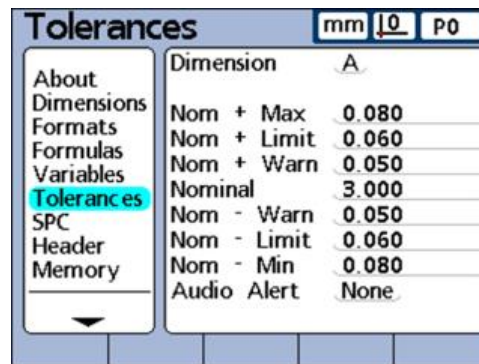 Tolerances mm 0 P0
About
Dimensions
Formats
Formulas
Variables
Tolerances
SPC
Header
Memory
Dimension A
Nom + Max 0.080
Nom + Limit 0.060
Nom + Warn 0.050
Nominal 3.000
Nom - Warn 0.050
Nom - Limit 0.060
Nom - Min 0.080
Audio Alert None